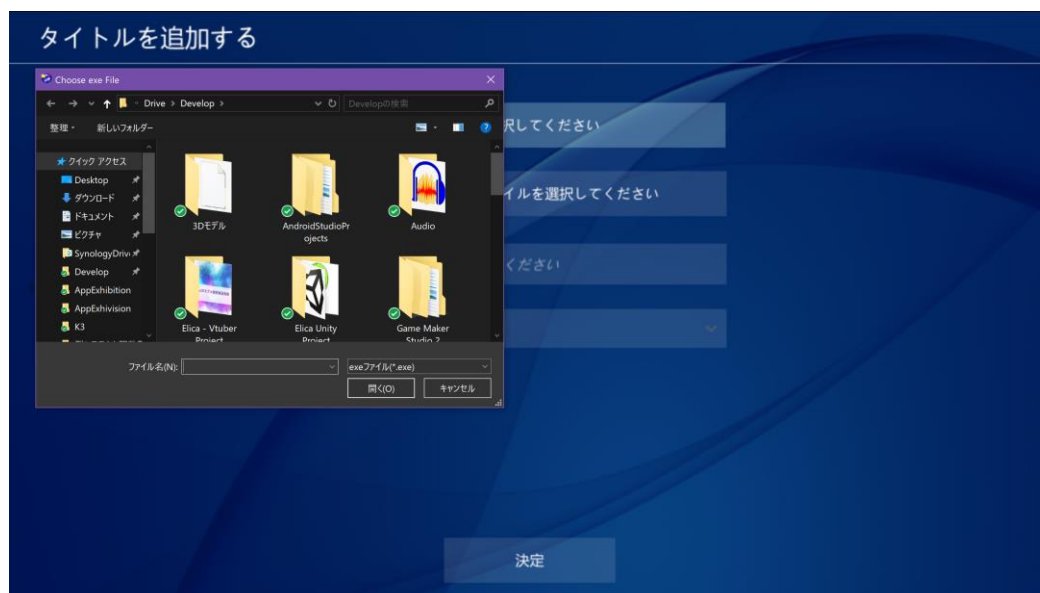 タイトルを追加する
Choose exe File
Drive > Develop >
Developの検索
整理
新しいフォルダー
択してください
クイック アクセス
Desktop
ダウンロード
ドキュメント
ピクチャ
SynologyDriv
Develop
AppExhibition
AppExhivision
K3
3Dモデル
AndroidStudioPr
ojects
Audio
イルを選択してください
ください
Elica - Vtuber
Project
Elica Unity
Project
Game Maker
Studio 2
ファイル名(N):
exeファイル(*.exe)
開く(O)
キャンセル
決定